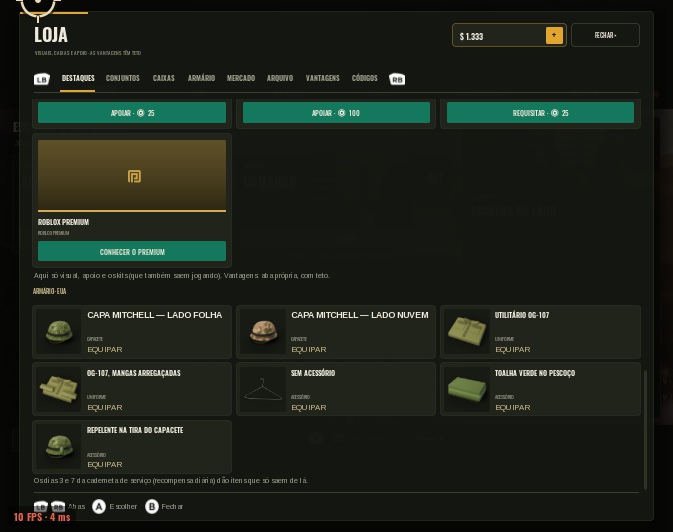 LOJA
$ 1.333
+
FECHAR ×
VISUAIS, CAIXAS E APOIO · AS VANTAGENS TÊM TETO
LB DESTAQUES CONJUNTOS CAIXAS ARMÁRIO MERCADO ARQUIVO VANTAGENS CÓDIGOS RB
APOIAR · 25
APOIAR · 100
REQUISITAR · 25
ROBLOX PREMIUM
ROBLOX PREMIUM
CONHECER O PREMIUM
Aqui só visual, apoio e os kits (que também saem jogando). Vantagens: aba própria, com teto.
ARMÁRIO · EUA
CAPA MITCHELL — LADO FOLHA
CAPACETE
EQUIPAR
CAPA MITCHELL — LADO NUVEM
CAPACETE
EQUIPAR
UTILITÁRIO OG-107
UNIFORME
EQUIPAR
OG-107, MANGAS ARREGAÇADAS
UNIFORME
EQUIPAR
SEM ACESSÓRIO
ACESSÓRIO
EQUIPAR
TOALHA VERDE NO PESCOÇO
ACESSÓRIO
EQUIPAR
REPELENTE NA TIRA DO CAPACETE
ACESSÓRIO
EQUIPAR
Os dias 3 e 7 da caderneta de serviço (recompensa diária) dão itens que só saem de lá.
LB RB Abas A Escolher B Fechar
10 FPS · 4 ms